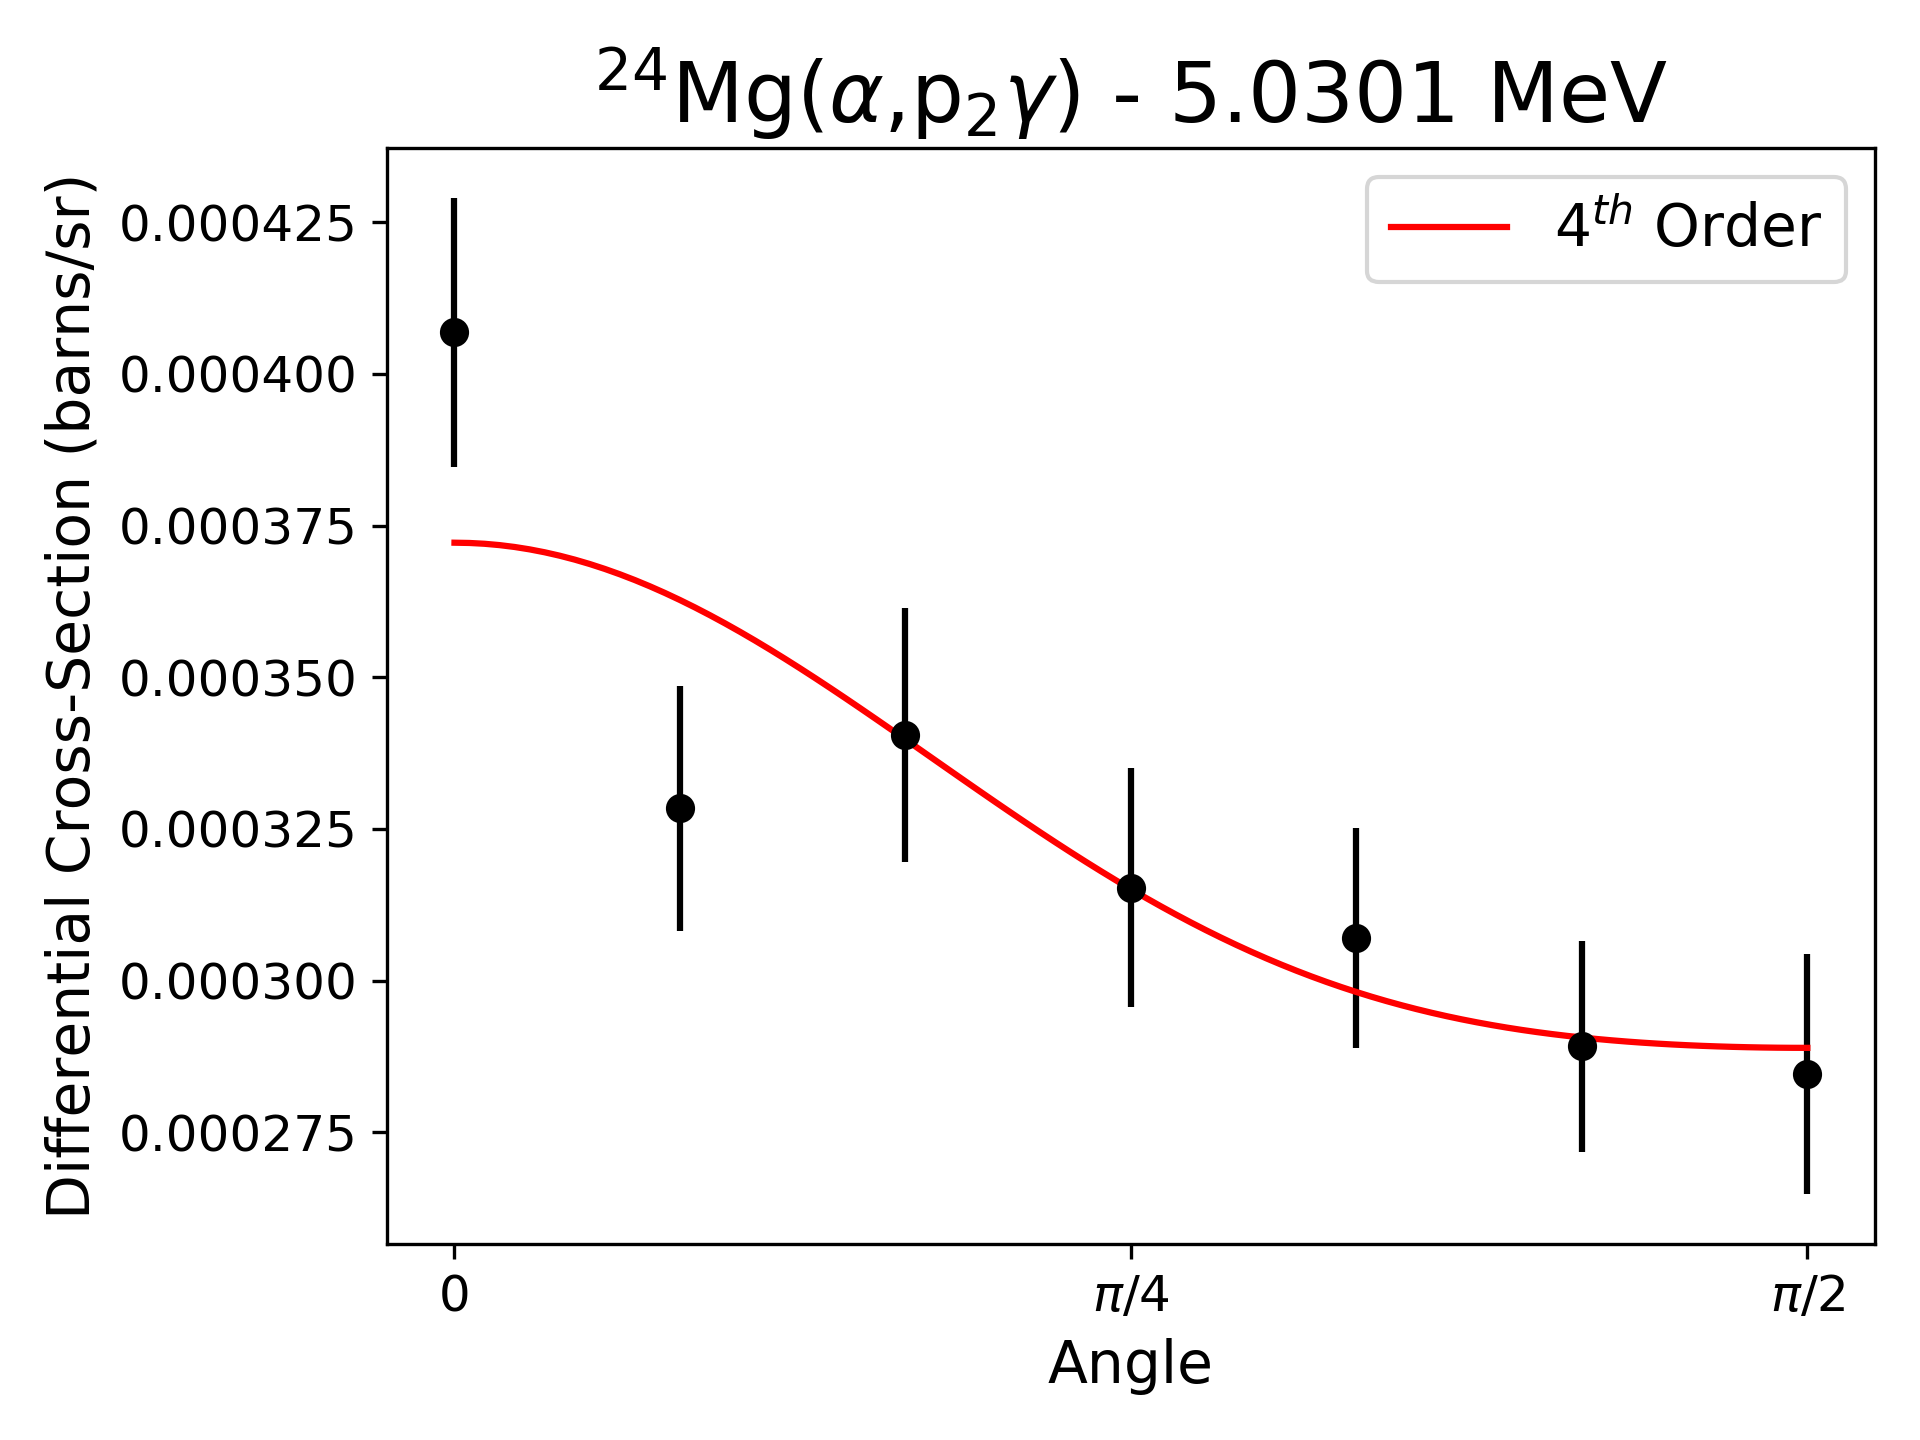 ²⁴Mg(α,p₂γ) - 5.0301 MeV
4ᵗʰ Order
Differential Cross-Section (barns/sr)
0.000425
0.000400
0.000375
0.000350
0.000325
0.000300
0.000275
0 π/4 π/2
Angle